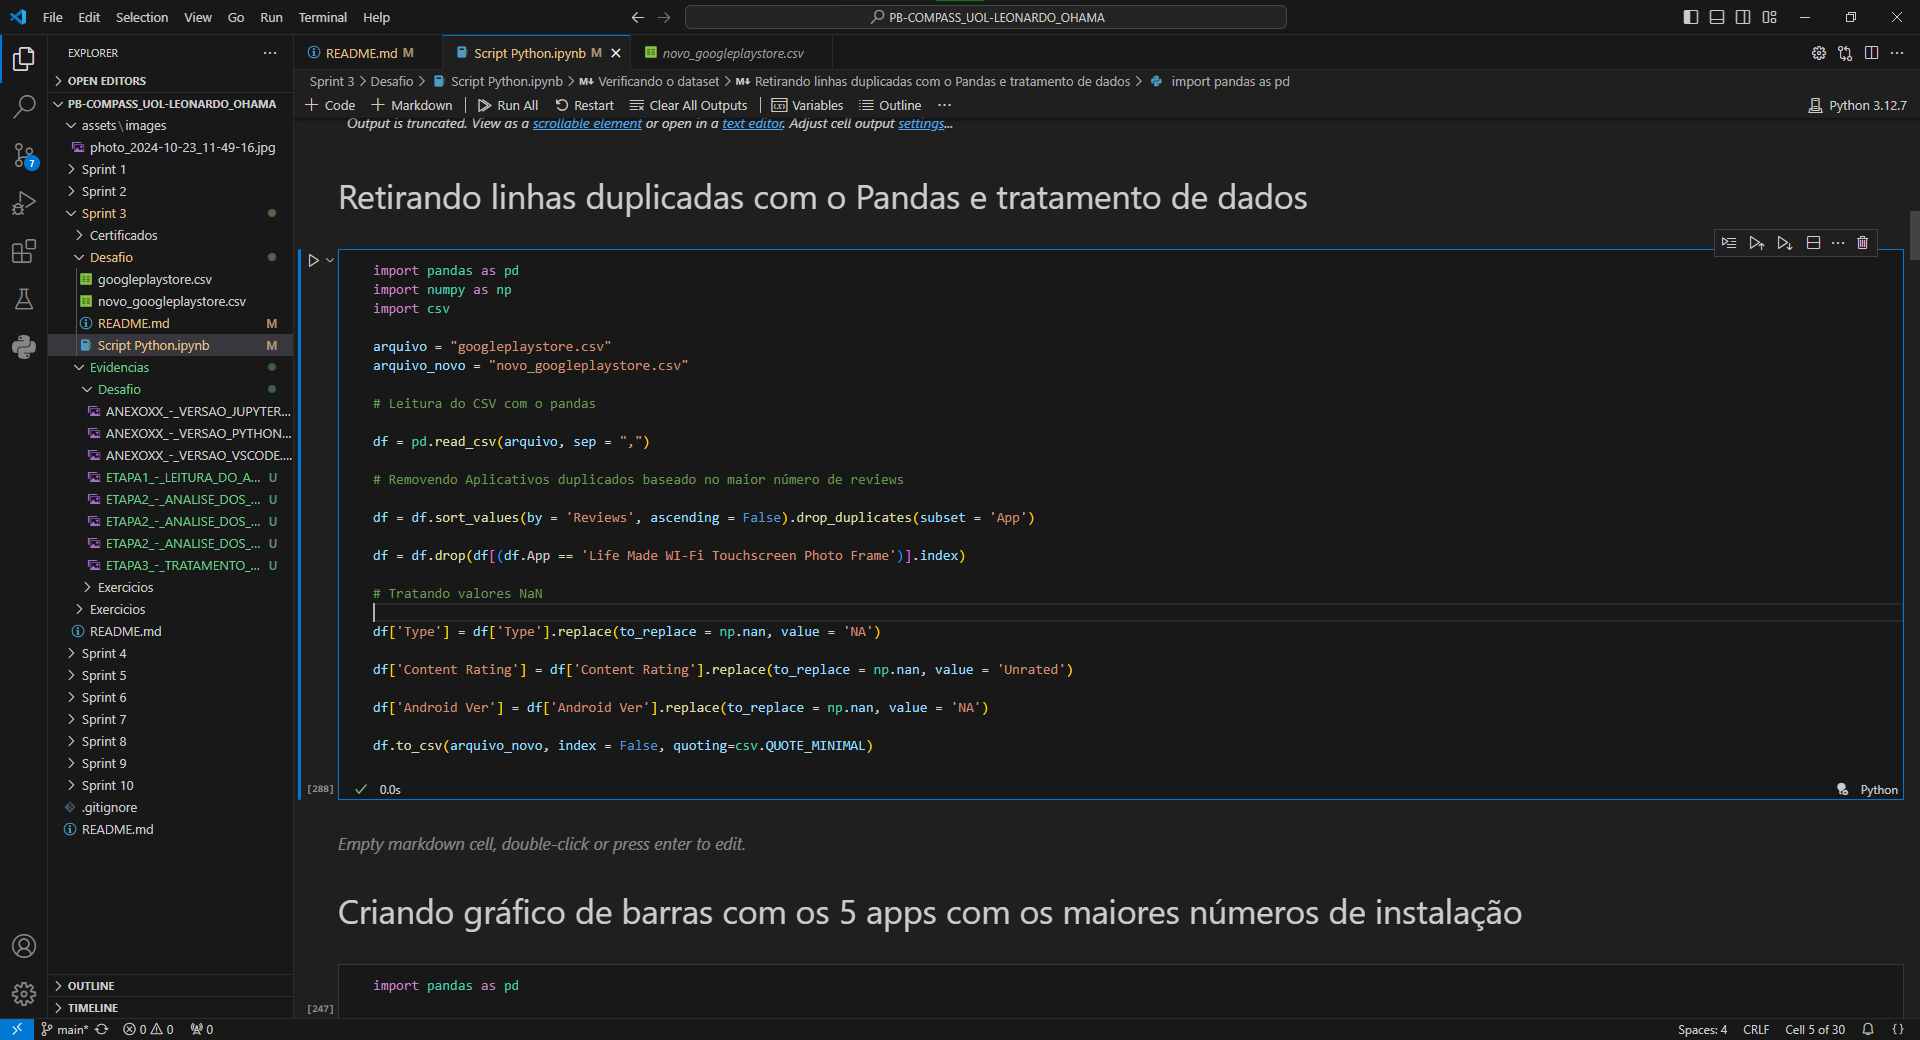 File Edit Selection View Go Run Terminal Help
PB-COMPASS_UOL-LEONARDO_OHAMA
EXPLORER
README.md M
Script Python.ipynb M
novo_googleplaystore.csv
OPEN EDITORS
PB-COMPASS_UOL-LEONARDO_OHAMA
assets\images
photo_2024-10-23_11-49-16.jpg
Sprint 1
Sprint 2
Sprint 3
Certificados
Desafio
googleplaystore.csv
novo_googleplaystore.csv
README.md M
Script Python.ipynb M
Evidencias
Desafio
ANEXOXX_-_VERSAO_JUPYTER...
ANEXOXX_-_VERSAO_PYTHON...
ANEXOXX_-_VERSAO_VSCODE....
ETAPA1_-_LEITURA_DO_A... U
ETAPA2_-_ANALISE_DOS_... U
ETAPA2_-_ANALISE_DOS_... U
ETAPA2_-_ANALISE_DOS_... U
ETAPA3_-_TRATAMENTO_... U
Exercicios
Exercicios
README.md
Sprint 4
Sprint 5
Sprint 6
Sprint 7
Sprint 8
Sprint 9
Sprint 10
.gitignore
README.md
OUTLINE
TIMELINE
Sprint 3 > Desafio > Script Python.ipynb > M↓ Verificando o dataset > M↓ Retirando linhas duplicadas com o Pandas e tratamento de dados > import pandas as pd
Code Markdown Run All Restart Clear All Outputs Variables Outline ...
Python 3.12.7
Output is truncated. View as a scrollable element or open in a text editor. Adjust cell output settings...
Retirando linhas duplicadas com o Pandas e tratamento de dados
import pandas as pd
import numpy as np
import csv
arquivo = "googleplaystore.csv"
arquivo_novo = "novo_googleplaystore.csv"
# Leitura do CSV com o pandas
df = pd.read_csv(arquivo, sep = ",")
# Removendo Aplicativos duplicados baseado no maior número de reviews
df = df.sort_values(by = 'Reviews', ascending = False).drop_duplicates(subset = 'App')
df = df.drop(df[(df.App == 'Life Made WI-Fi Touchscreen Photo Frame')].index)
# Tratando valores NaN
df['Type'] = df['Type'].replace(to_replace = np.nan, value = 'NA')
df['Content Rating'] = df['Content Rating'].replace(to_replace = np.nan, value = 'Unrated')
df['Android Ver'] = df['Android Ver'].replace(to_replace = np.nan, value = 'NA')
df.to_csv(arquivo_novo, index = False, quoting=csv.QUOTE_MINIMAL)
[288] 0.0s Python
Empty markdown cell, double-click or press enter to edit.
Criando gráfico de barras com os 5 apps com os maiores números de instalação
import pandas as pd
[247]
7
main* 0 0 0
Spaces: 4 CRLF Cell 5 of 30 {}